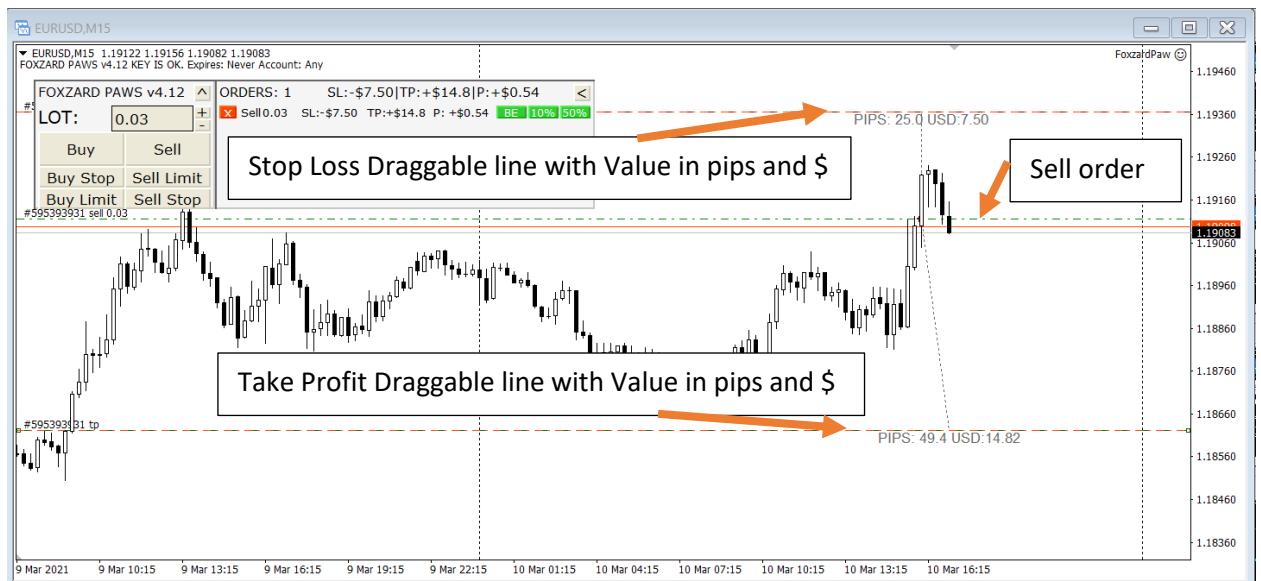 EURUSD,M15
EURUSD,M15 1.19122 1.19156 1.19082 1.19083
FoxzardPaw ☺
FOXZARD PAWS v4.12 KEY IS OK. Expires: Never Account: Any
1.19460
FOXZARD PAWS v4.12 ^
ORDERS: 1 SL:-$7.50|TP:+$14.8|P:+$0.54 <
LOT: 0.03 + -
X Sell 0.03 SL:-$7.50 TP:+$14.8 P: +$0.54 BE 10% 50%
PIPS: 25.0 USD:7.50
1.19360
Buy Sell
Stop Loss Draggable line with Value in pips and $
Sell order
1.19260
Buy Stop Sell Limit
Buy Limit Sell Stop
1.19160
#595393931 sell 0.03
1.19083
1.19060
1.18960
1.18860
Take Profit Draggable line with Value in pips and $
1.18760
1.18660
#595393931 tp
PIPS: 49.4 USD:14.82
1.18560
1.18460
1.18360
9 Mar 2021 9 Mar 10:15 9 Mar 13:15 9 Mar 16:15 9 Mar 19:15 9 Mar 22:15 10 Mar 01:15 10 Mar 04:15 10 Mar 07:15 10 Mar 10:15 10 Mar 13:15 10 Mar 16:15